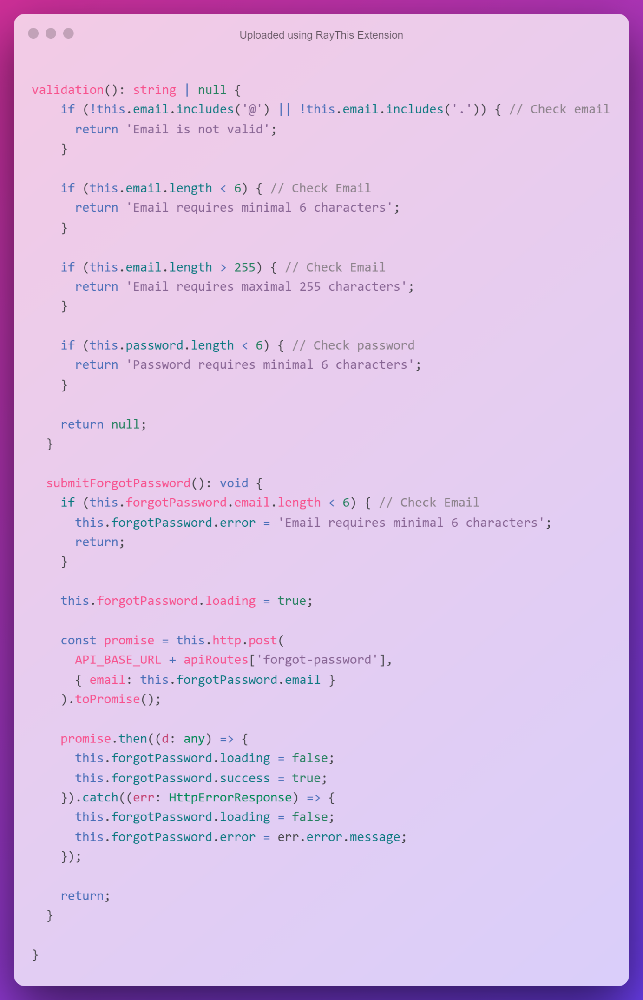 Uploaded using RayThis Extension
validation(): string | null {
    if (!this.email.includes('@') || !this.email.includes('.')) { // Check email
      return 'Email is not valid';
    }

    if (this.email.length < 6) { // Check Email
      return 'Email requires minimal 6 characters';
    }

    if (this.email.length > 255) { // Check Email
      return 'Email requires maximal 255 characters';
    }

    if (this.password.length < 6) { // Check password
      return 'Password requires minimal 6 characters';
    }

    return null;
  }

  submitForgotPassword(): void {
    if (this.forgotPassword.email.length < 6) { // Check Email
      this.forgotPassword.error = 'Email requires minimal 6 characters';
      return;
    }

    this.forgotPassword.loading = true;

    const promise = this.http.post(
      API_BASE_URL + apiRoutes['forgot-password'],
      { email: this.forgotPassword.email }
    ).toPromise();

    promise.then((d: any) => {
      this.forgotPassword.loading = false;
      this.forgotPassword.success = true;
    }).catch((err: HttpErrorResponse) => {
      this.forgotPassword.loading = false;
      this.forgotPassword.error = err.error.message;
    });

    return;
  }

}